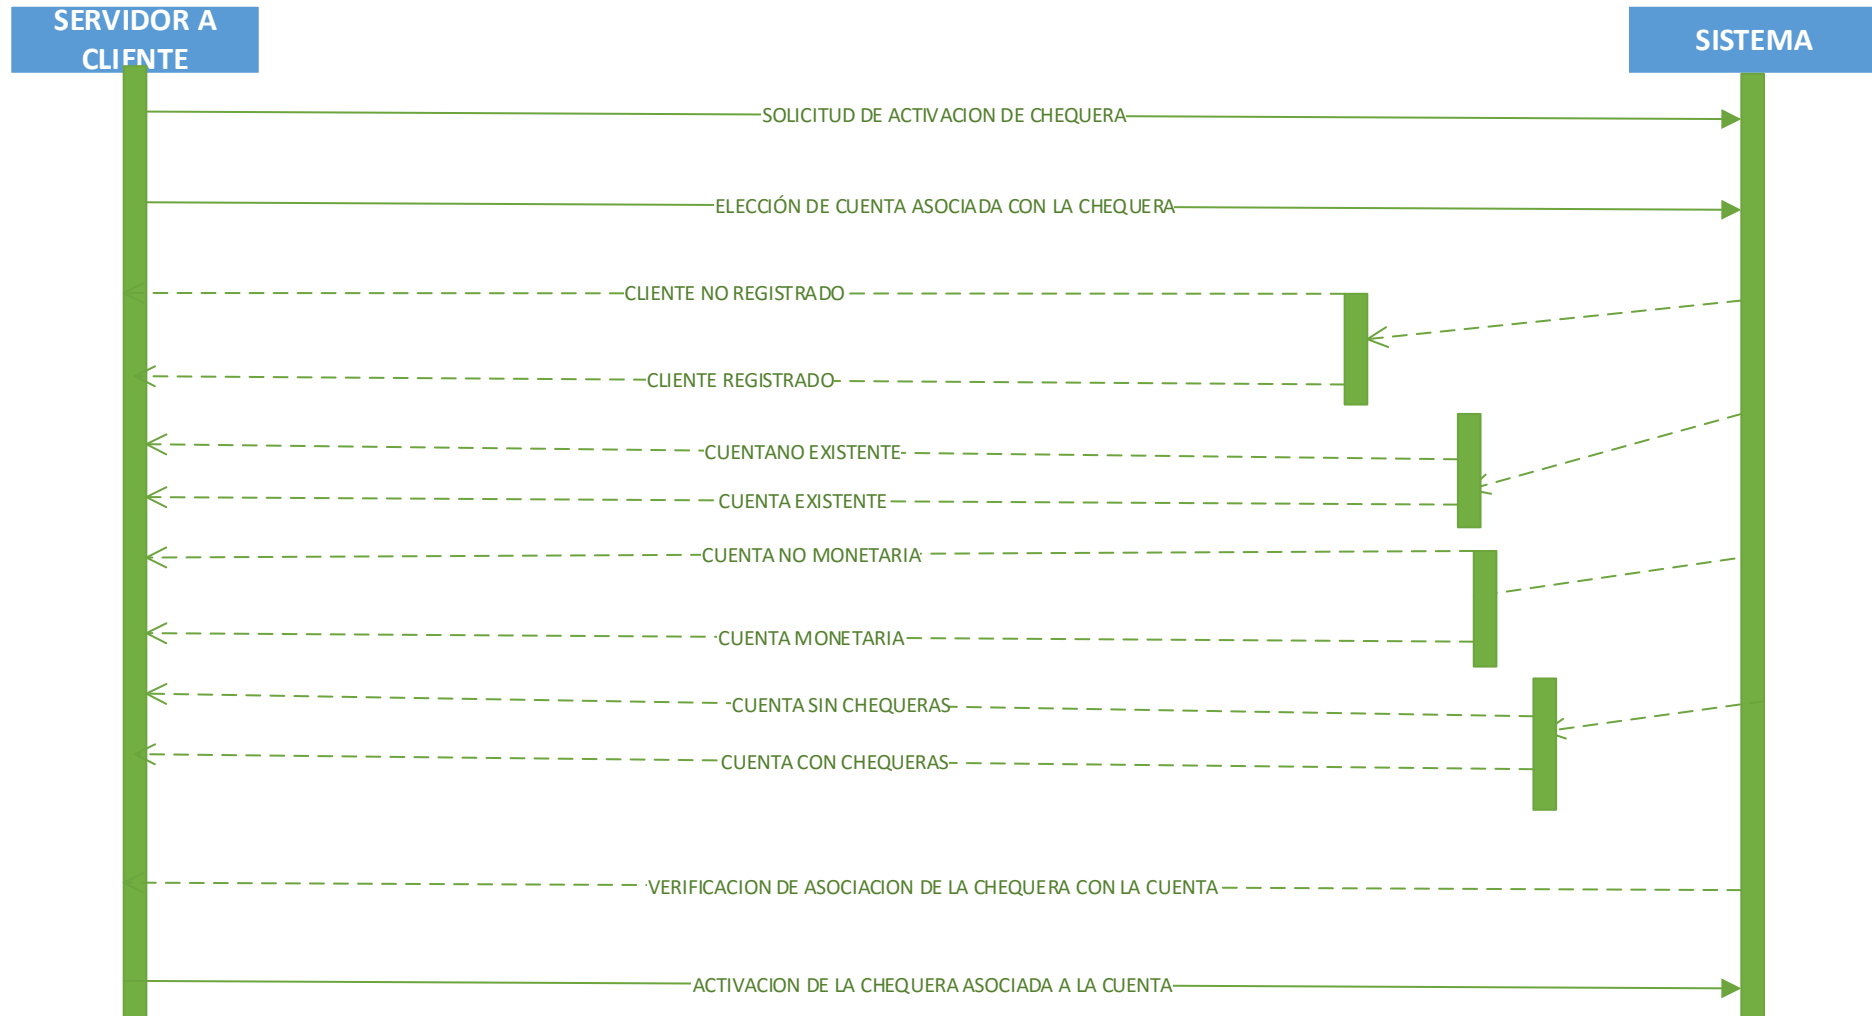 SERVIDOR A
CLIENTE
SISTEMA
SOLICITUD DE ACTIVACION DE CHEQUERA
ELECCIÓN DE CUENTA ASOCIADA CON LA CHEQUERA
CLIENTE NO REGISTRADO
CLIENTE REGISTRADO
CUENTANO EXISTENTE
CUENTA EXISTENTE
CUENTA NO MONETARIA
CUENTA MONETARIA
CUENTA SIN CHEQUERAS
CUENTA CON CHEQUERAS
VERIFICACION DE ASOCIACION DE LA CHEQUERA CON LA CUENTA
ACTIVACION DE LA CHEQUERA ASOCIADA A LA CUENTA